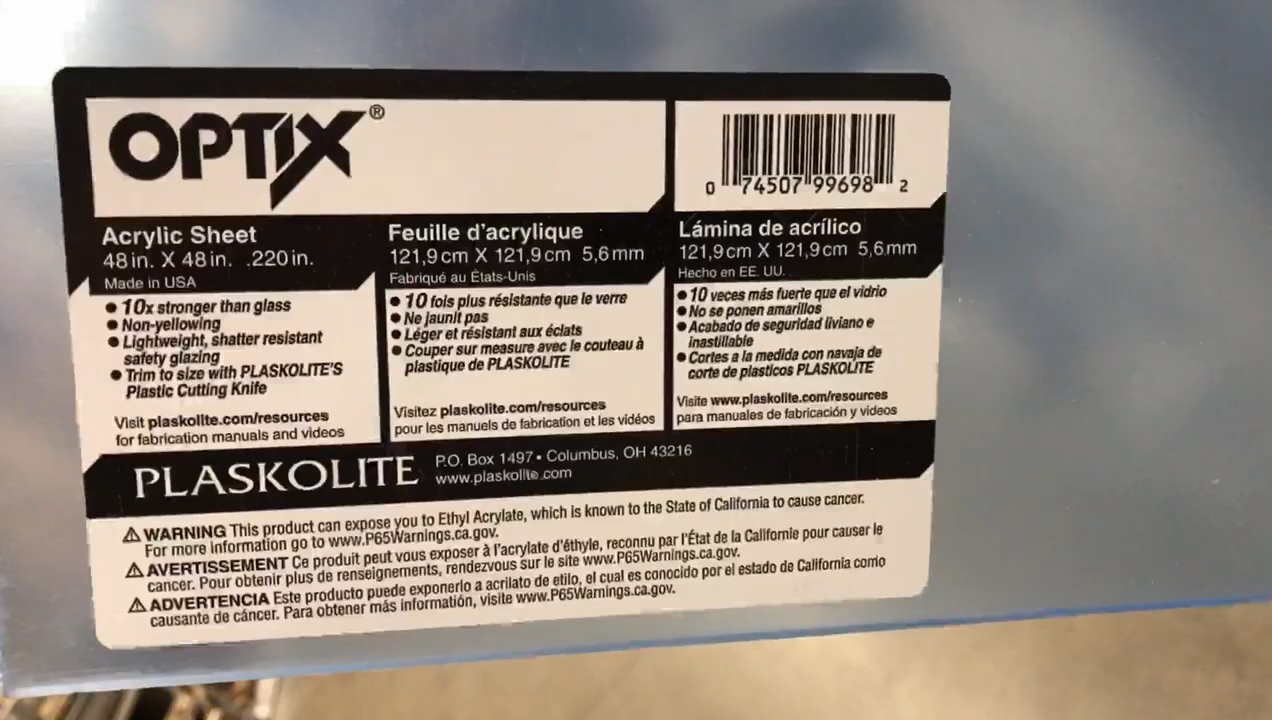 OPTIX®
0 74507 99698 2
Acrylic Sheet
48 in. X 48 in. .220 in.
Made in USA
• 10x stronger than glass
• Non-yellowing
• Lightweight, shatter resistant
safety glazing
• Trim to size with PLASKOLITE'S
Plastic Cutting Knife
Visit plaskolite.com/resources
for fabrication manuals and videos
Feuille d'acrylique
121,9 cm X 121,9 cm 5,6 mm
Fabriqué au États-Unis
• 10 fois plus résistante que le verre
• Ne jaunit pas
• Léger et résistant aux éclats
• Couper sur measure avec le couteau à
plastique de PLASKOLITE
Visitez plaskolite.com/resources
pour les manuels de fabrication et les vidéos
Lámina de acrílico
121,9 cm X 121,9 cm 5,6 mm
Hecho en EE. UU.
• 10 veces más fuerte que el vidrio
• No se ponen amarillos
• Acabado de seguridad liviano e
inastillable
• Cortes a la medida con navaja de
corte de plasticos PLASKOLITE
Visite www.plaskolite.com/resources
para manuales de fabricación y videos
PLASKOLITE
P.O. Box 1497 • Columbus, OH 43216
www.plaskolite.com
⚠ WARNING This product can expose you to Ethyl Acrylate, which is known to the State of California to cause cancer.
For more information go to www.P65Warnings.ca.gov.
⚠ AVERTISSEMENT Ce produit peut vous exposer à l'acrylate d'éthyle, reconnu par l'État de la Californie pour causer le
cancer. Pour obtenir plus de renseignements, rendezvous sur le site www.P65Warnings.ca.gov.
⚠ ADVERTENCIA Este producto puede exponerlo a acrilato de etilo, el cual es conocido por el estado de California como
causante de cáncer. Para obtener más información, visite www.P65Warnings.ca.gov.